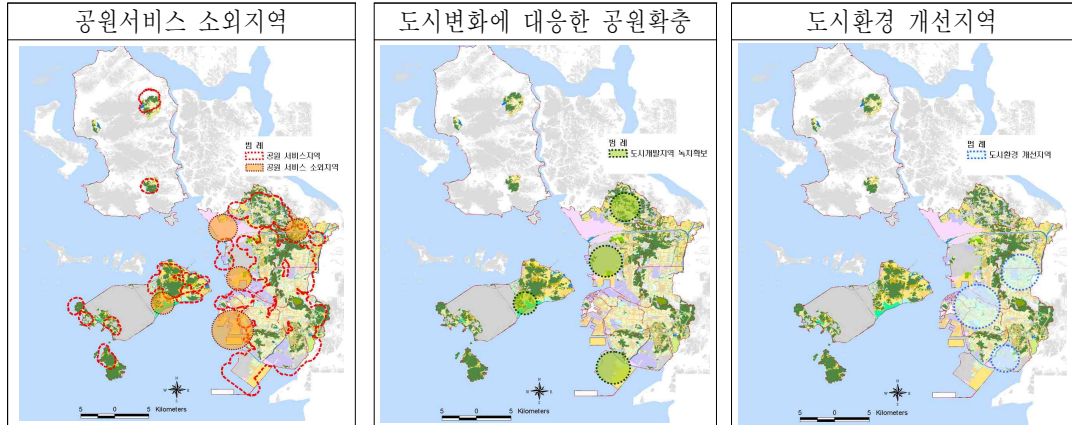 공원서비스 소외지역
범 례
공원 서비스지역
공원 서비스 소외지역
N
W E
S
5 0 5 Kilometers
도시변화에 대응한 공원확충
범 례
도시개발지역 녹지확보
N
W E
S
5 0 5 Kilometers
도시환경 개선지역
범 례
도시환경 개선지역
N
W E
S
5 0 5 Kilometers